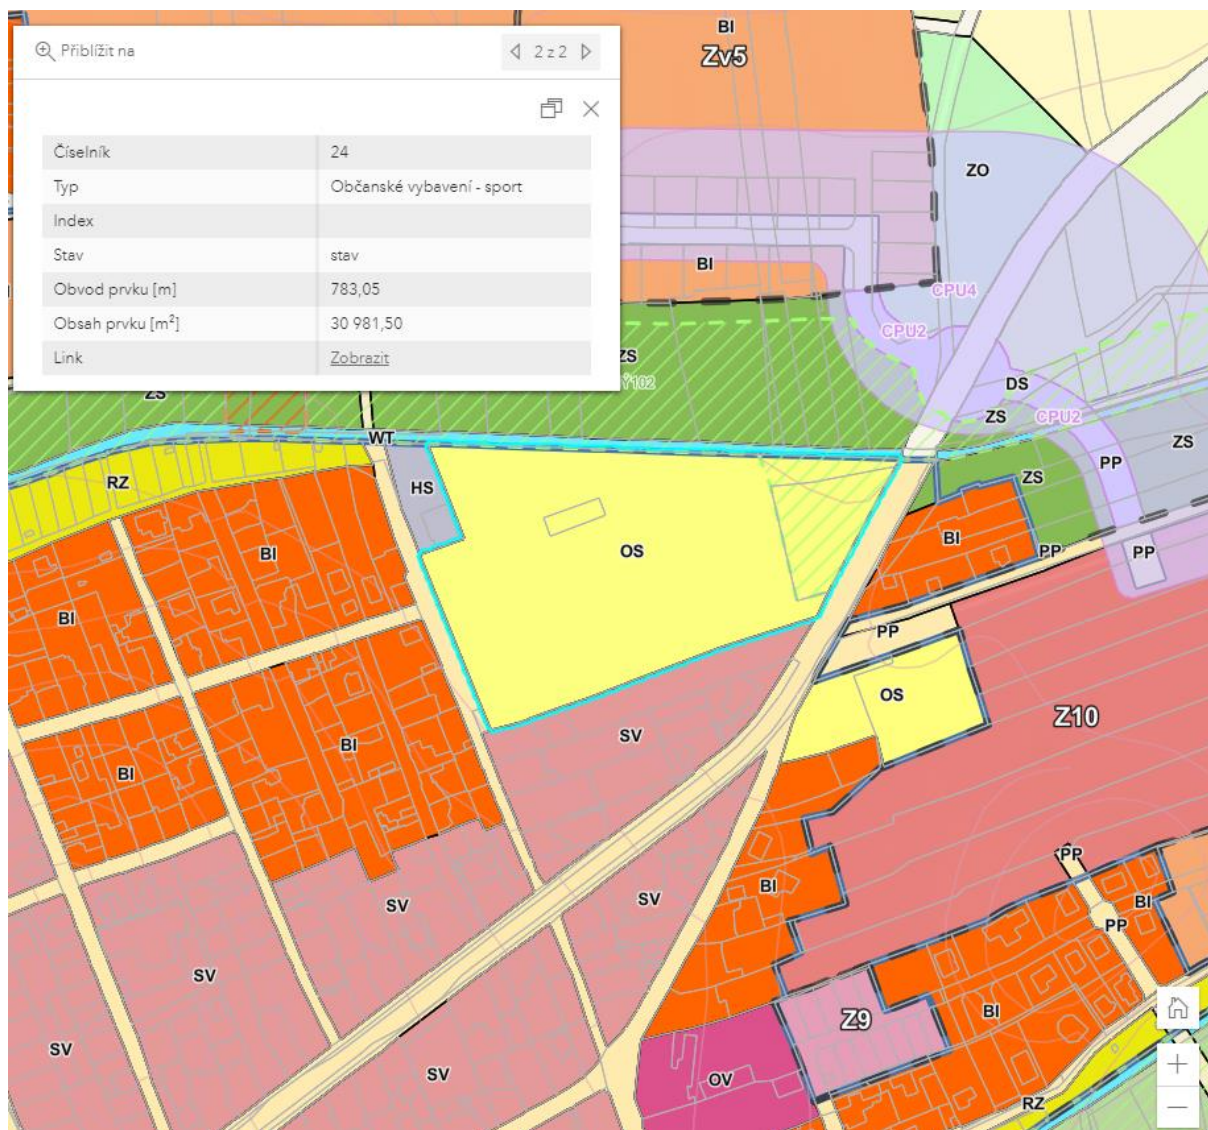 Přiblížit na
2 z 2
Číselník 24
Typ Občanské vybavení - sport
Index
Stav stav
Obvod prvku [m] 783,05
Obsah prvku [m²] 30 981,50
Link Zobrazit
BI
Zv5
ZO
BI
CPU4
CPU2
ZS
Ý102
DS
ZS
ZS
CPU2
WT
ZS
PP
RZ
ZS
HS
BI
OS
BI
PP
PP
BI
PP
OS
Z10
SV
BI
BI
PP
BI
SV
SV
BI
PP
SV
BI
Z9
SV
SV
OV
RZ